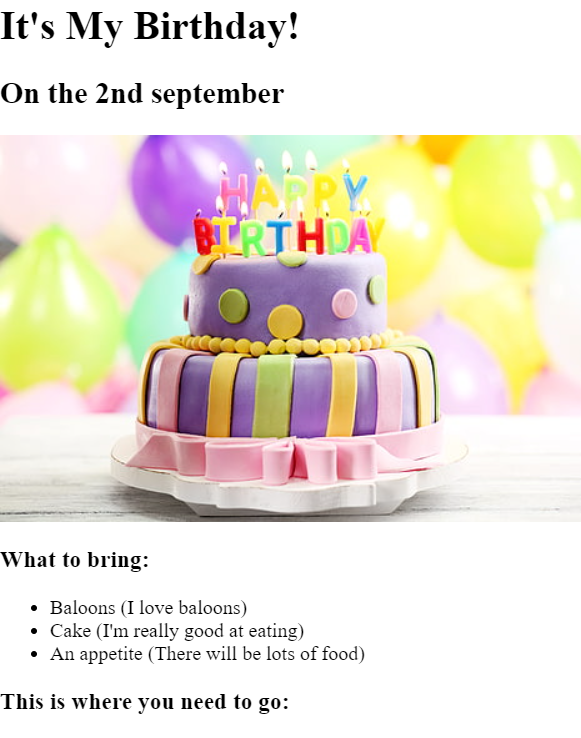 It's My Birthday!
On the 2nd september
HAPPY
BIRTHDAY
What to bring:
Baloons (I love baloons)
Cake (I'm really good at eating)
An appetite (There will be lots of food)
This is where you need to go: